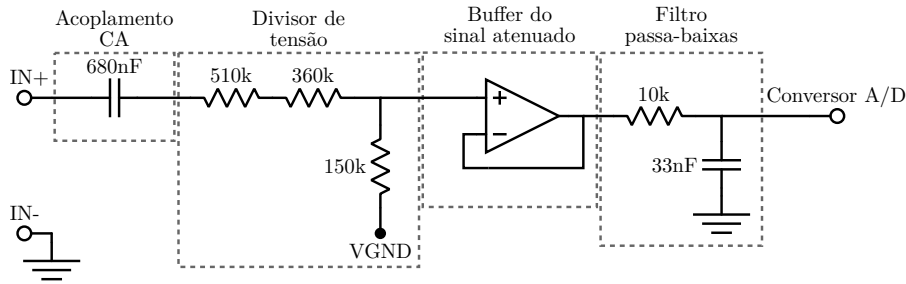 Acoplamento
CA
Divisor de
tensão
Buffer do
sinal atenuado
Filtro
passa-baixas
IN+
680nF
510k
360k
10k
Conversor A/D
150k
33nF
IN-
VGND